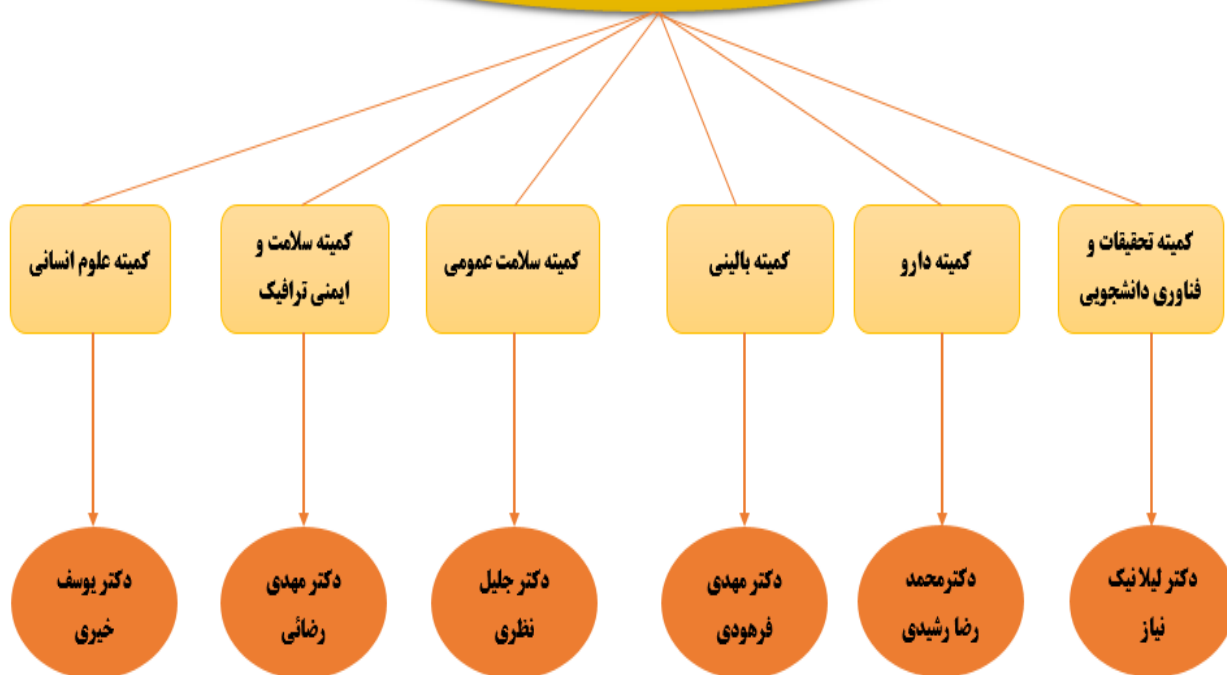 کمیته تحقیقات و
فناوری دانشجویی
کمیته دارو
کمیته بالینی
کمیته سلامت عمومی
کمیته سلامت و
ایمنی ترافیک
کمیته علوم انسانی
دکتر لیلا نیک
نیاز
دکترمحمد
رضا رشیدی
دکتر مهدی
فرهودی
دکتر جلیل
نظری
دکتر مهدی
رضائی
دکتر یوسف
خیری